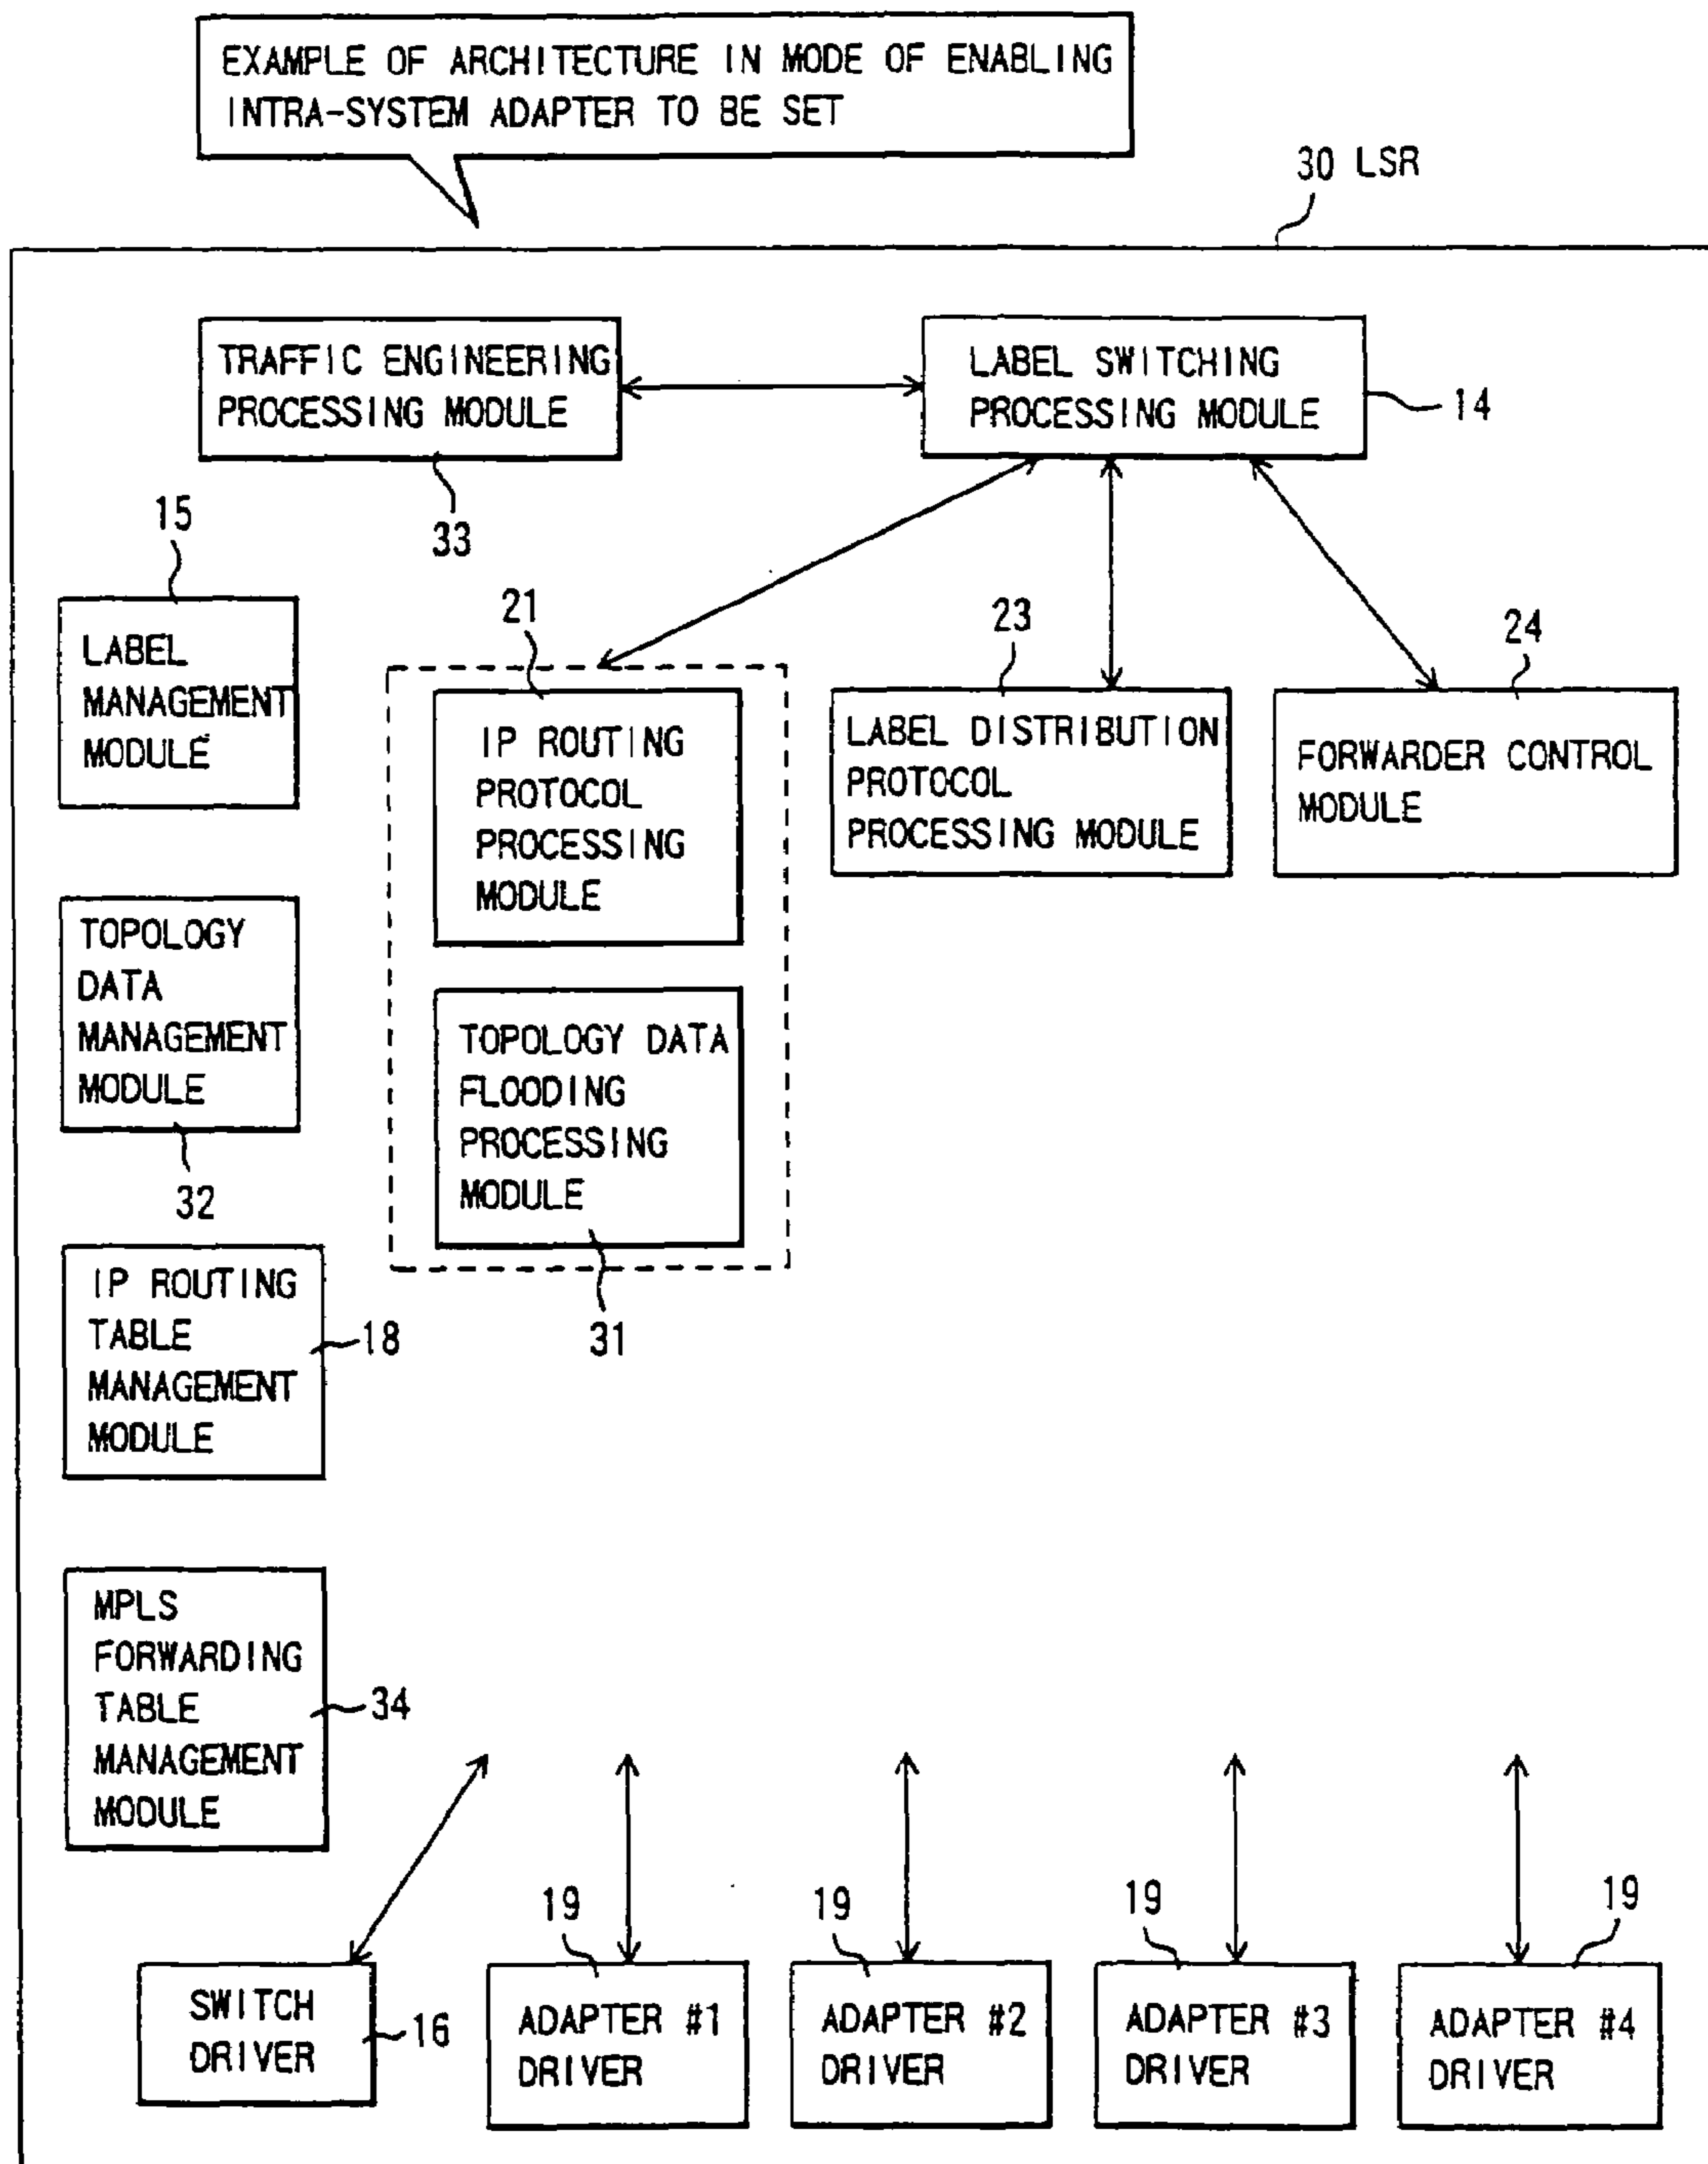 EXAMPLE OF ARCHITECTURE IN MODE OF ENABLING
INTRA-SYSTEM ADAPTER TO BE SET
30 LSR
TRAFFIC ENGINEERING
PROCESSING MODULE
33
LABEL SWITCHING
PROCESSING MODULE
14
15
LABEL
MANAGEMENT
MODULE
21
IP ROUTING
PROTOCOL
PROCESSING
MODULE
23
LABEL DISTRIBUTION
PROTOCOL
PROCESSING MODULE
24
FORWARDER CONTROL
MODULE
TOPOLOGY
DATA
MANAGEMENT
MODULE
32
TOPOLOGY DATA
FLOODING
PROCESSING
MODULE
31
IP ROUTING
TABLE
MANAGEMENT
MODULE
18
MPLS
FORWARDING
TABLE
MANAGEMENT
MODULE
34
SWITCH
DRIVER
16
19
ADAPTER #1
DRIVER
19
ADAPTER #2
DRIVER
19
ADAPTER #3
DRIVER
19
ADAPTER #4
DRIVER